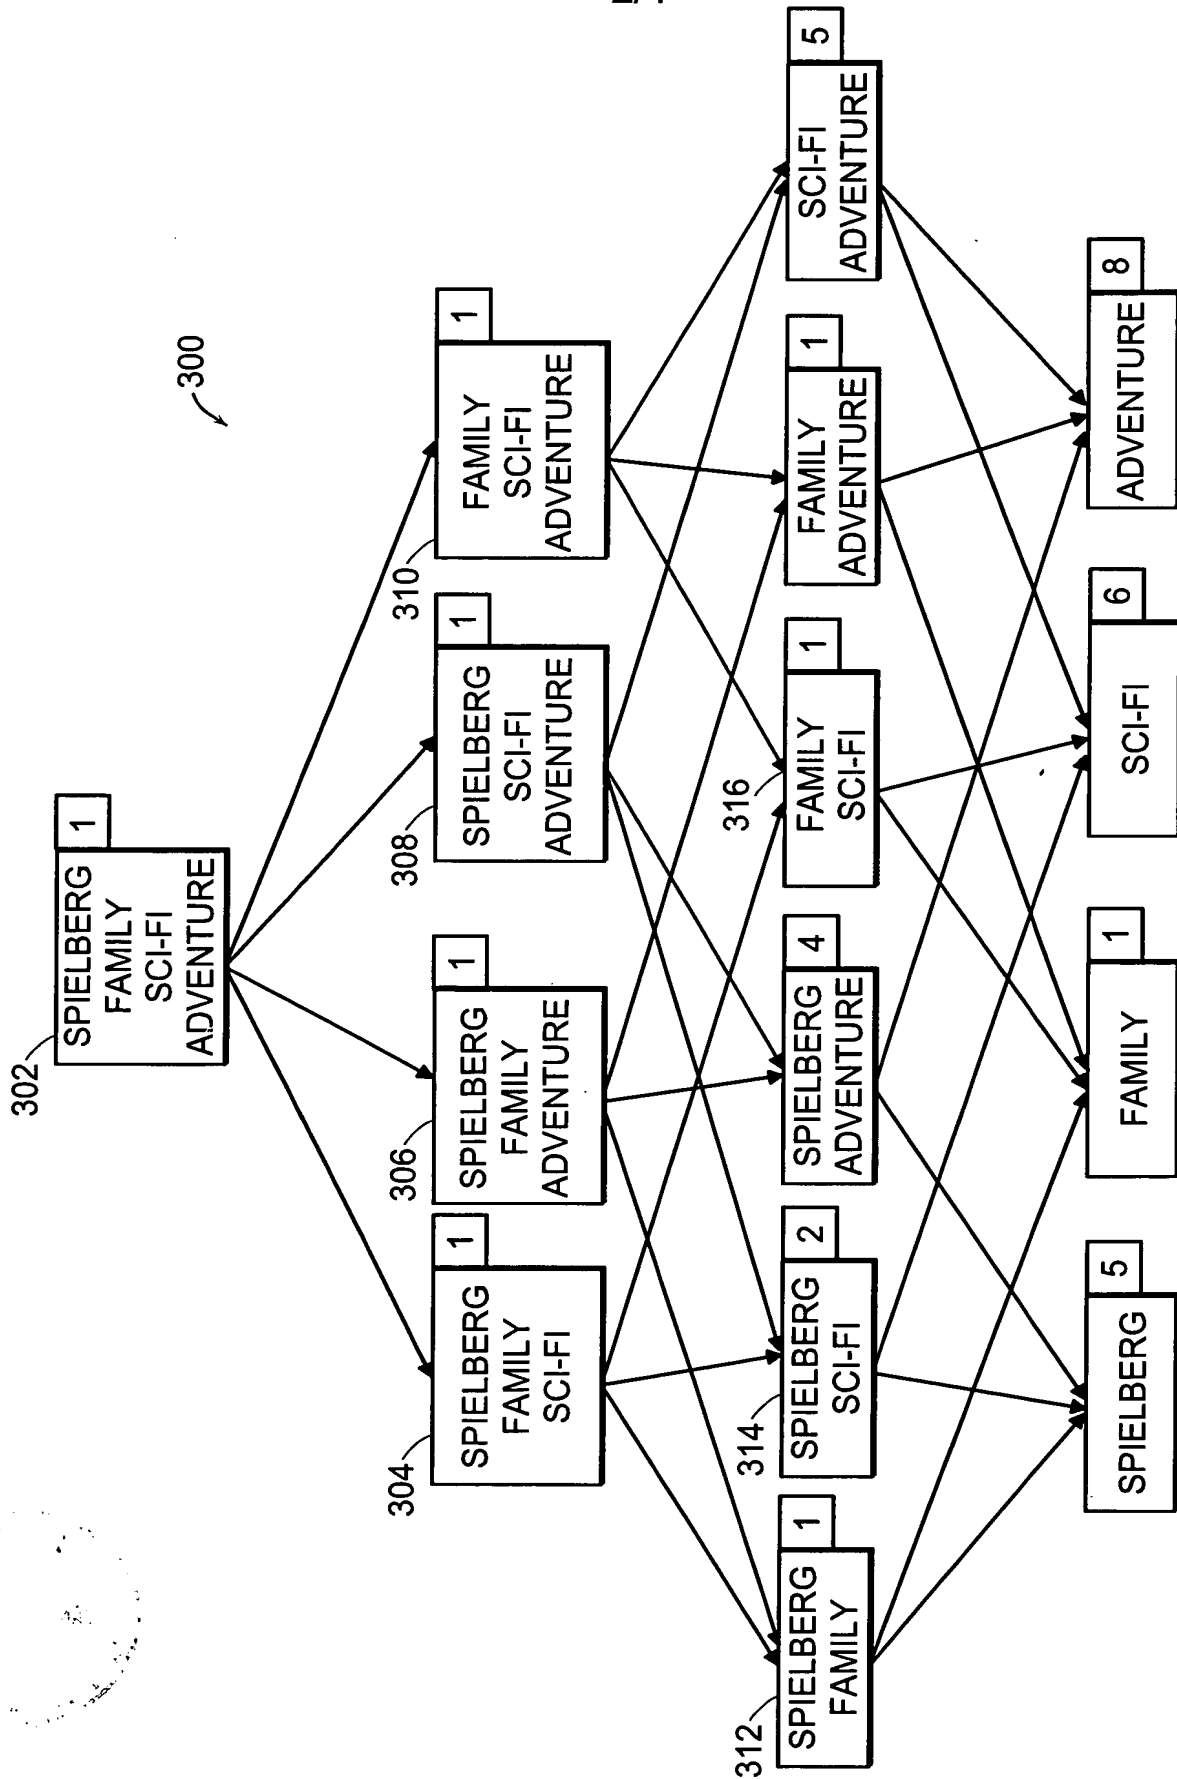 300
302
SPIELBERG
FAMILY
SCI-FI
ADVENTURE
1
304
SPIELBERG
FAMILY
SCI-FI
1
306
SPIELBERG
FAMILY
ADVENTURE
1
308
SPIELBERG
SCI-FI
ADVENTURE
1
310
FAMILY
SCI-FI
ADVENTURE
1
312
SPIELBERG
FAMILY
1
314
SPIELBERG
SCI-FI
2
SPIELBERG
ADVENTURE
4
316
FAMILY
SCI-FI
1
FAMILY
ADVENTURE
1
SCI-FI
ADVENTURE
5
SPIELBERG
5
FAMILY
1
SCI-FI
6
ADVENTURE
8